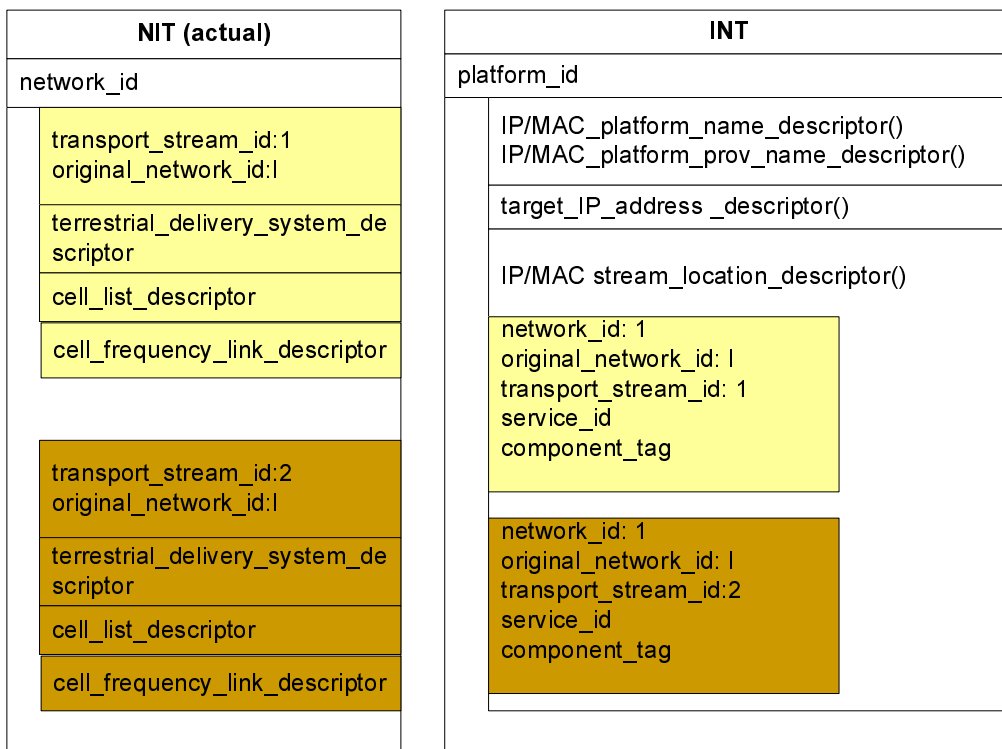 NIT (actual)
network_id
transport_stream_id:1
original_network_id:I
terrestrial_delivery_system_de
scriptor
cell_list_descriptor
cell_frequency_link_descriptor
transport_stream_id:2
original_network_id:I
terrestrial_delivery_system_de
scriptor
cell_list_descriptor
cell_frequency_link_descriptor
INT
platform_id
IP/MAC_platform_name_descriptor()
IP/MAC_platform_prov_name_descriptor()
target_IP_address _descriptor()
IP/MAC stream_location_descriptor()
network_id: 1
original_network_id: I
transport_stream_id: 1
service_id
component_tag
network_id: 1
original_network_id: I
transport_stream_id:2
service_id
component_tag